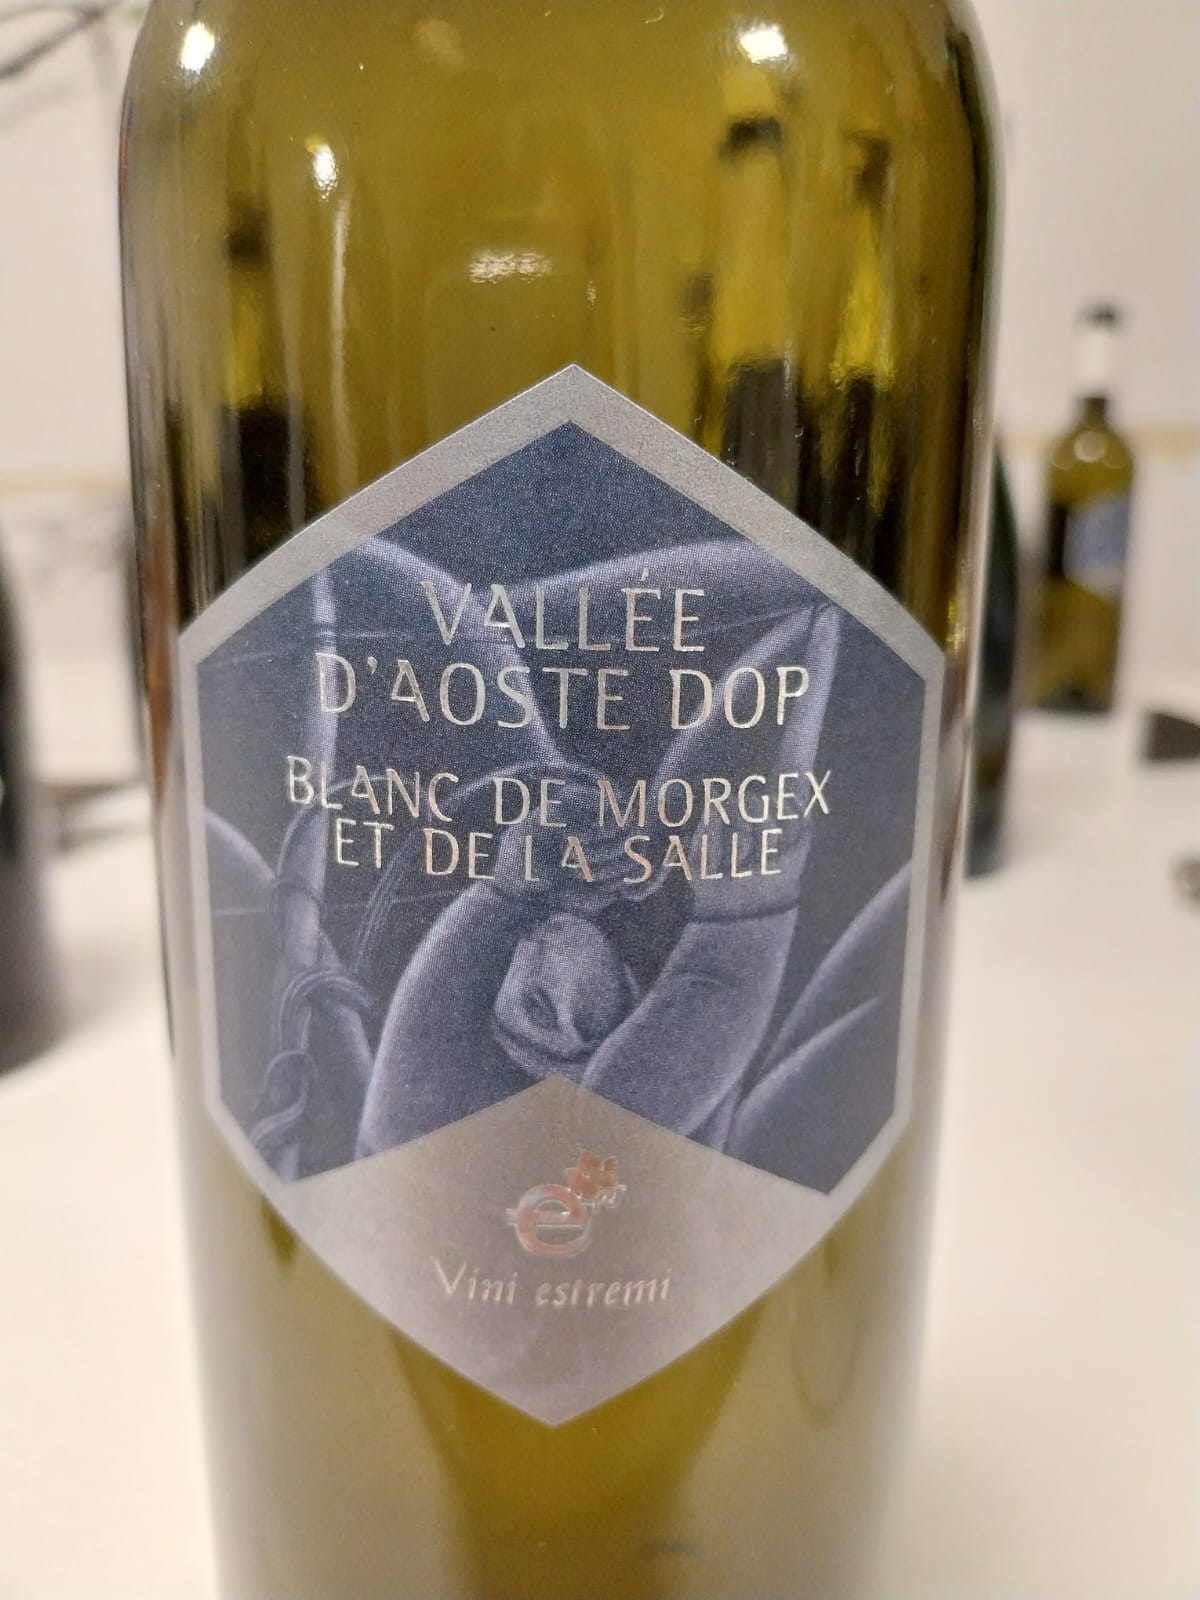 VALLÉE
D'AOSTE DOP
BLANC DE MORGEX
ET DE LA SALLE
e
Vini estremi